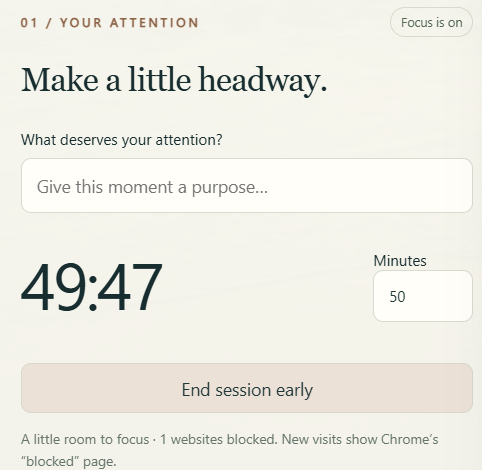 01 / YOUR ATTENTION
Focus is on
Make a little headway.
What deserves your attention?
Give this moment a purpose...
49:47
Minutes
50
End session early
A little room to focus · 1 websites blocked. New visits show Chrome’s
“blocked” page.